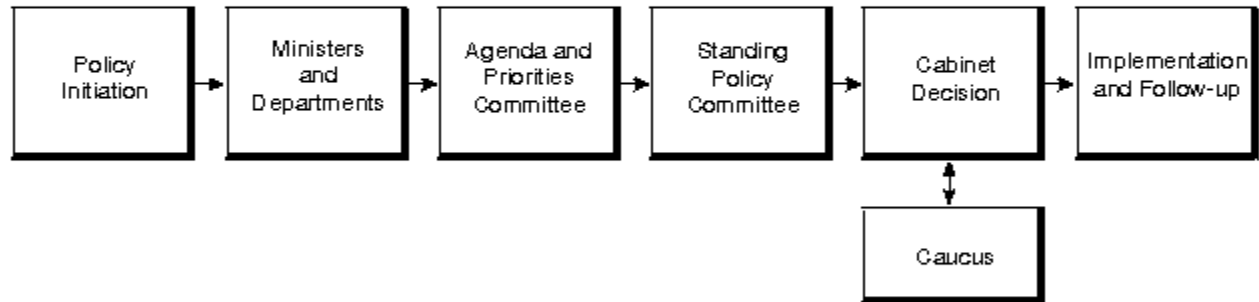 Policy
Initiation
Ministers
and
Departments
Agenda and
Priorities
Committee
Standing
Policy
Committee
Cabinet
Decision
Implementation
and Follow-up
Caucus